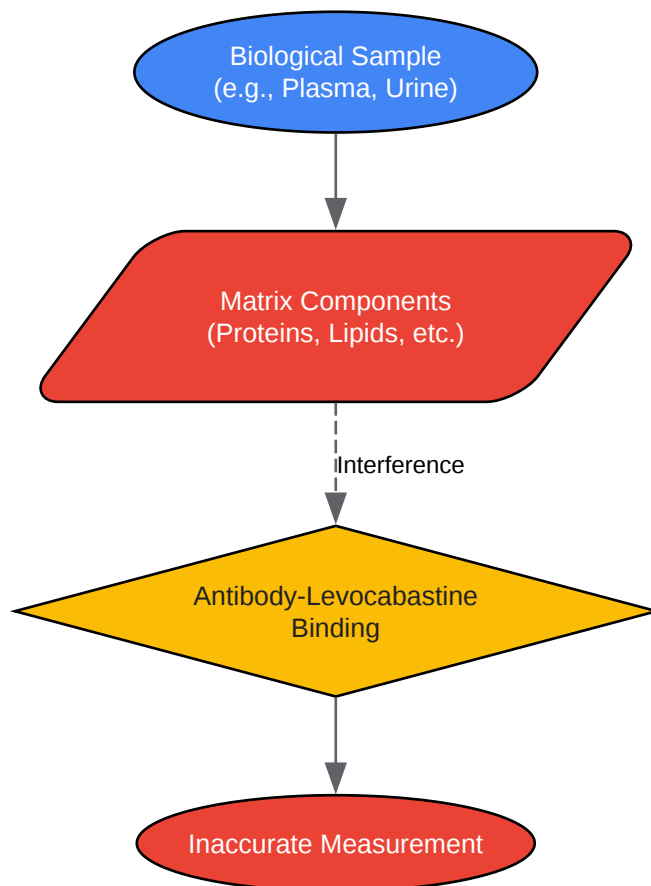 Biological Sample
(e.g., Plasma, Urine)
Matrix Components
(Proteins, Lipids, etc.)
Interference
Antibody-Levocabastine
Binding
Inaccurate Measurement